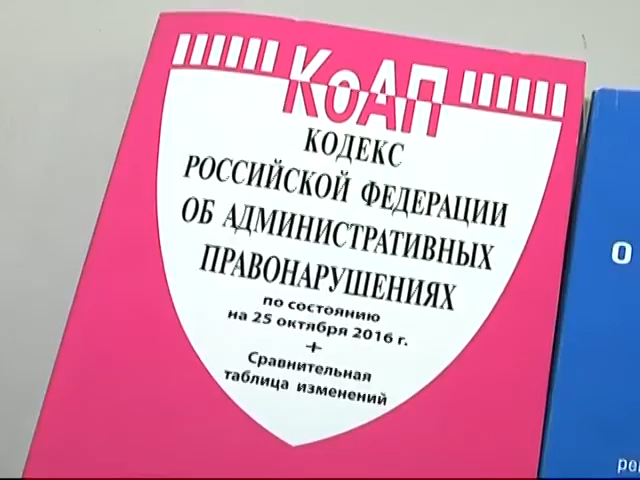 КоАП
КОДЕКС
РОССИЙСКОЙ ФЕДЕРАЦИИ
ОБ АДМИНИСТРАТИВНЫХ
ПРАВОНАРУШЕНИЯХ
по состоянию
на 25 октября 2016 г.
+
Сравнительная
таблица изменений
О